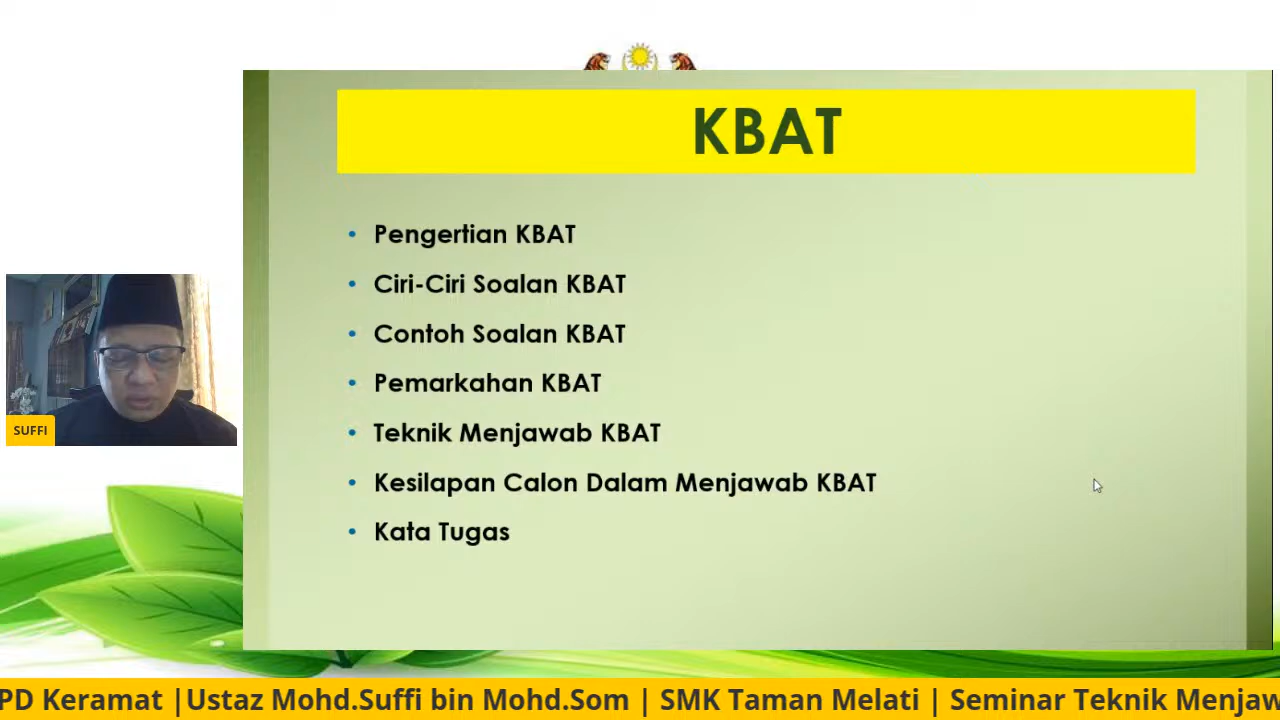 KBAT
• Pengertian KBAT
• Ciri-Ciri Soalan KBAT
• Contoh Soalan KBAT
• Pemarkahan KBAT
• Teknik Menjawab KBAT
• Kesilapan Calon Dalam Menjawab KBAT
• Kata Tugas
SUFFI
PD Keramat |Ustaz Mohd.Suffi bin Mohd.Som | SMK Taman Melati | Seminar Teknik Menjaw